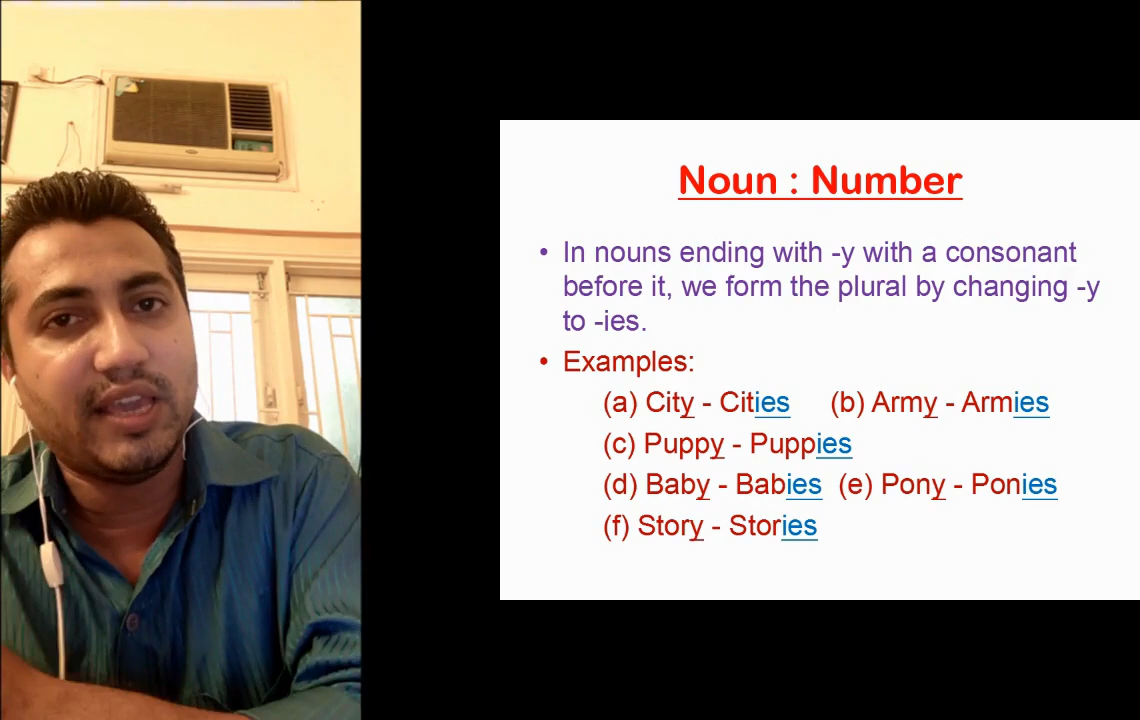 Noun : Number
• In nouns ending with -y with a consonant
before it, we form the plural by changing -y
to -ies.
• Examples:
(a) City - Cities (b) Army - Armies
(c) Puppy - Puppies
(d) Baby - Babies (e) Pony - Ponies
(f) Story - Stories